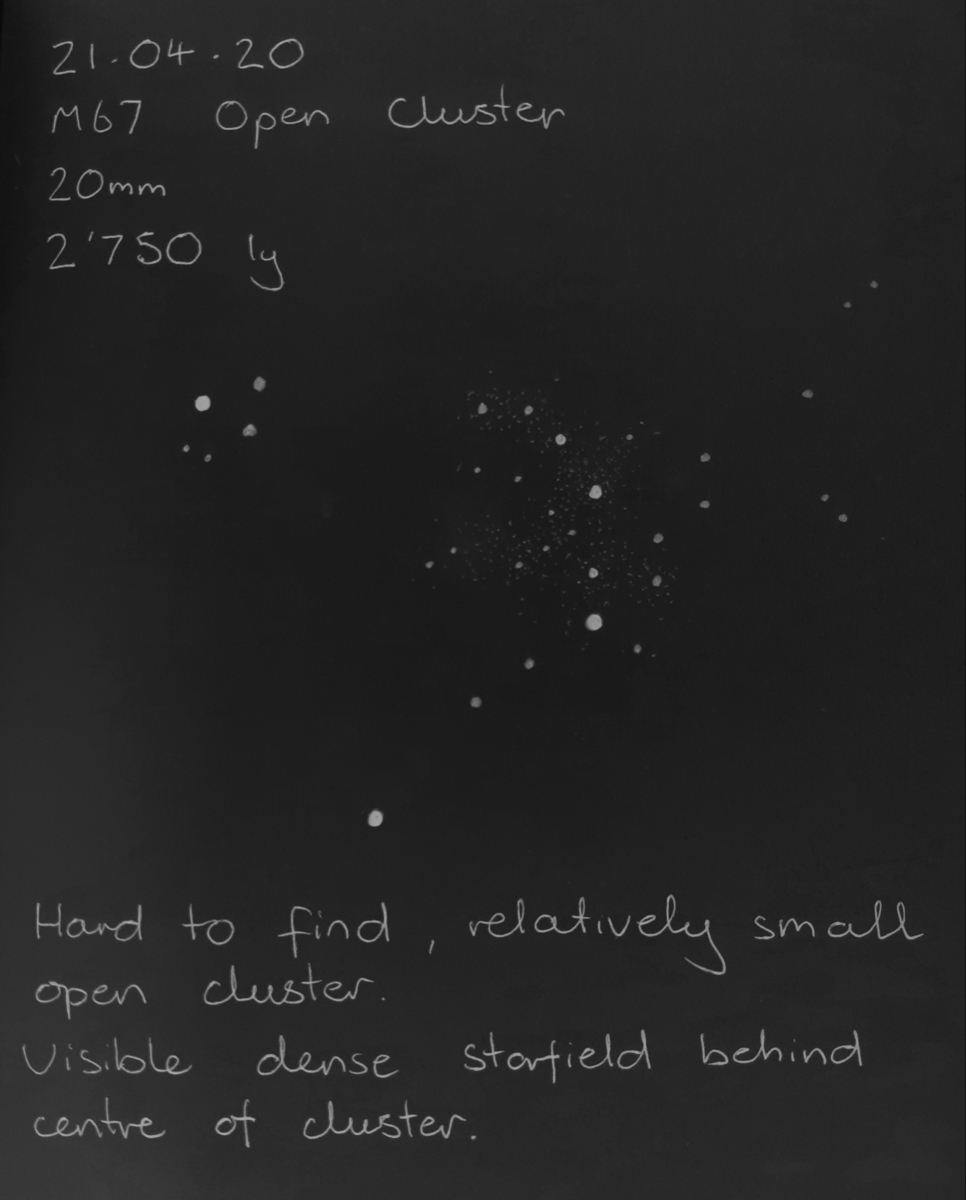 21.04.20
M67 Open Cluster
20mm
2'750 ly
Hard to find, relatively small
open cluster.
Visible dense starfield behind
centre of cluster.